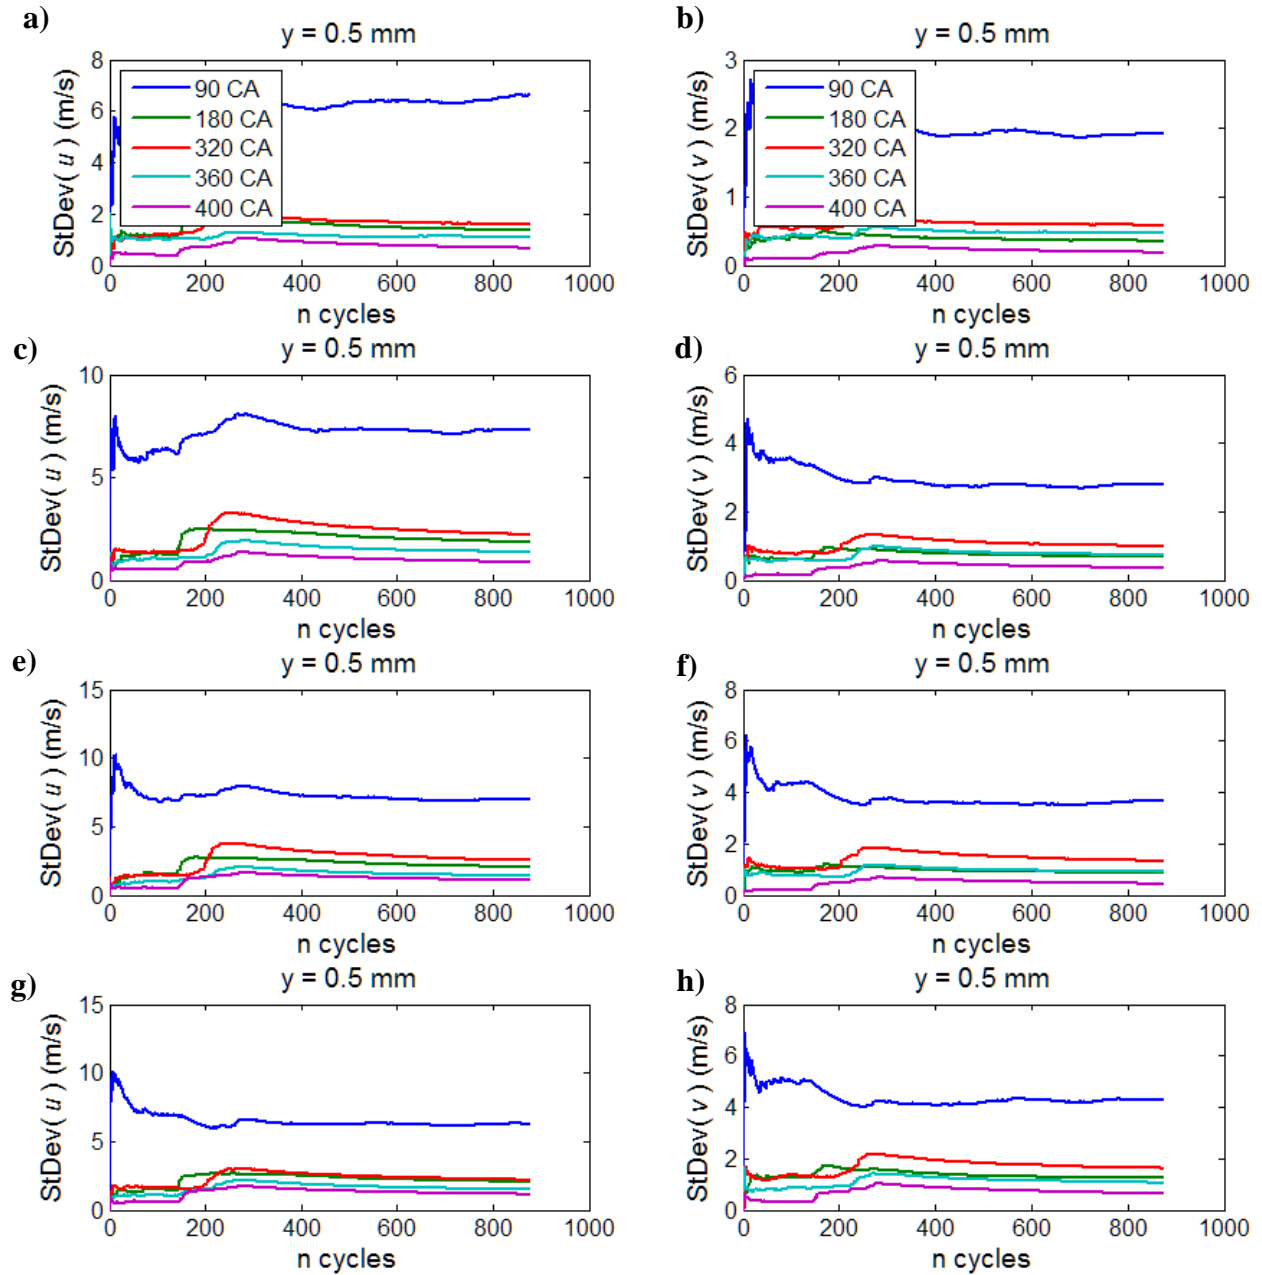 a)
y = 0.5 mm
StDev( u ) (m/s)
8
6
4
2
0
90 CA
180 CA
320 CA
360 CA
400 CA
0 200 400 600 800 1000
n cycles
b)
y = 0.5 mm
StDev( v ) (m/s)
3
2
1
0
90 CA
180 CA
320 CA
360 CA
400 CA
0 200 400 600 800 1000
n cycles
c)
y = 0.5 mm
StDev( u ) (m/s)
10
5
0
0 200 400 600 800 1000
n cycles
d)
y = 0.5 mm
StDev( v ) (m/s)
6
4
2
0
0 200 400 600 800 1000
n cycles
e)
y = 0.5 mm
StDev( u ) (m/s)
15
10
5
0
0 200 400 600 800 1000
n cycles
f)
y = 0.5 mm
StDev( v ) (m/s)
8
6
4
2
0
0 200 400 600 800 1000
n cycles
g)
y = 0.5 mm
StDev( u ) (m/s)
15
10
5
0
0 200 400 600 800 1000
n cycles
h)
y = 0.5 mm
StDev( v ) (m/s)
8
6
4
2
0
0 200 400 600 800 1000
n cycles